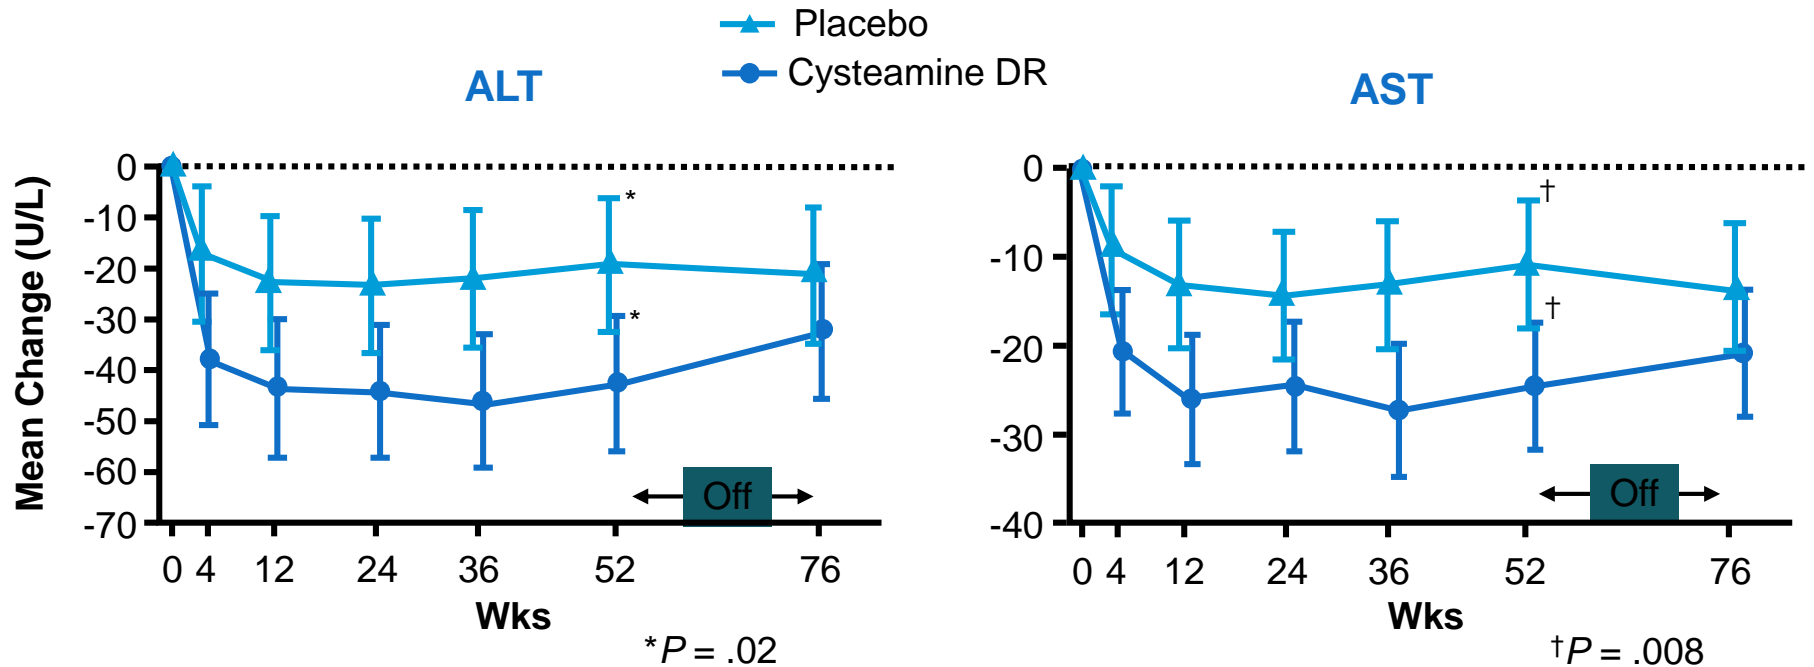 Placebo
Cysteamine DR
ALT
AST
Mean Change (U/L)
0
-10
-20
-30
-40
-50
-60
-70
*
*
Off
0 4 12 24 36 52 76
Wks
*P = .02
0
-10
-20
-30
-40
†
†
Off
0 4 12 24 36 52 76
Wks
†P = .008